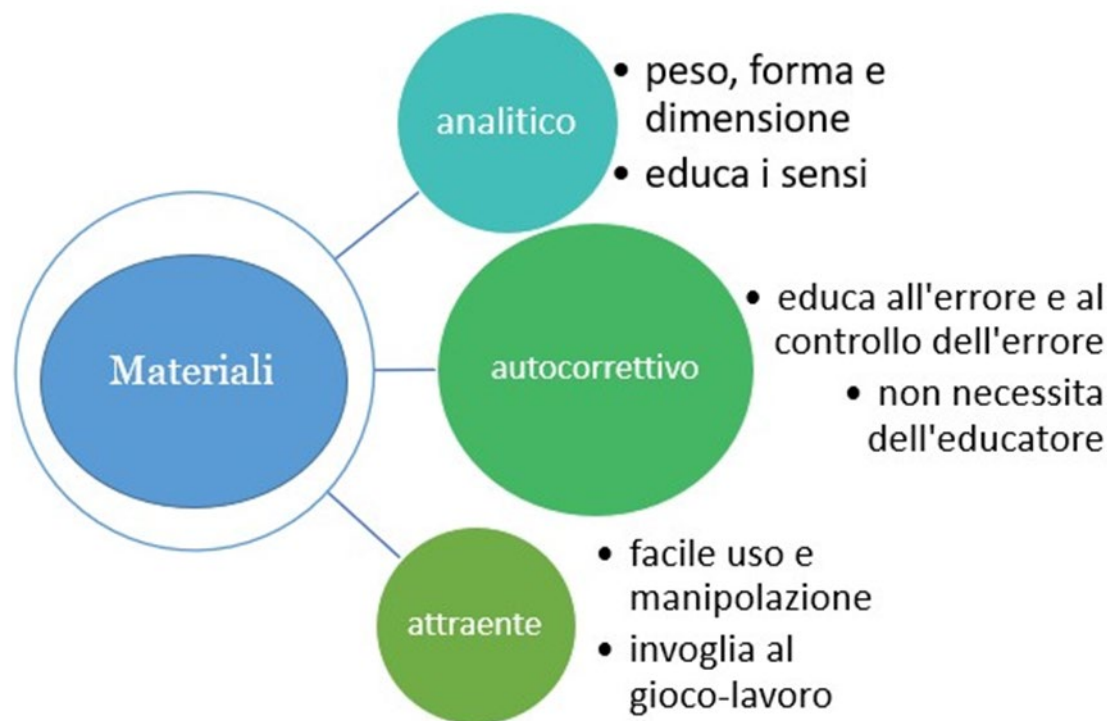 Materiali
analitico
• peso, forma e
dimensione
• educa i sensi
autocorrettivo
• educa all'errore e al
controllo dell'errore
• non necessita
dell'educatore
attraente
• facile uso e
manipolazione
• invoglia al
gioco-lavoro